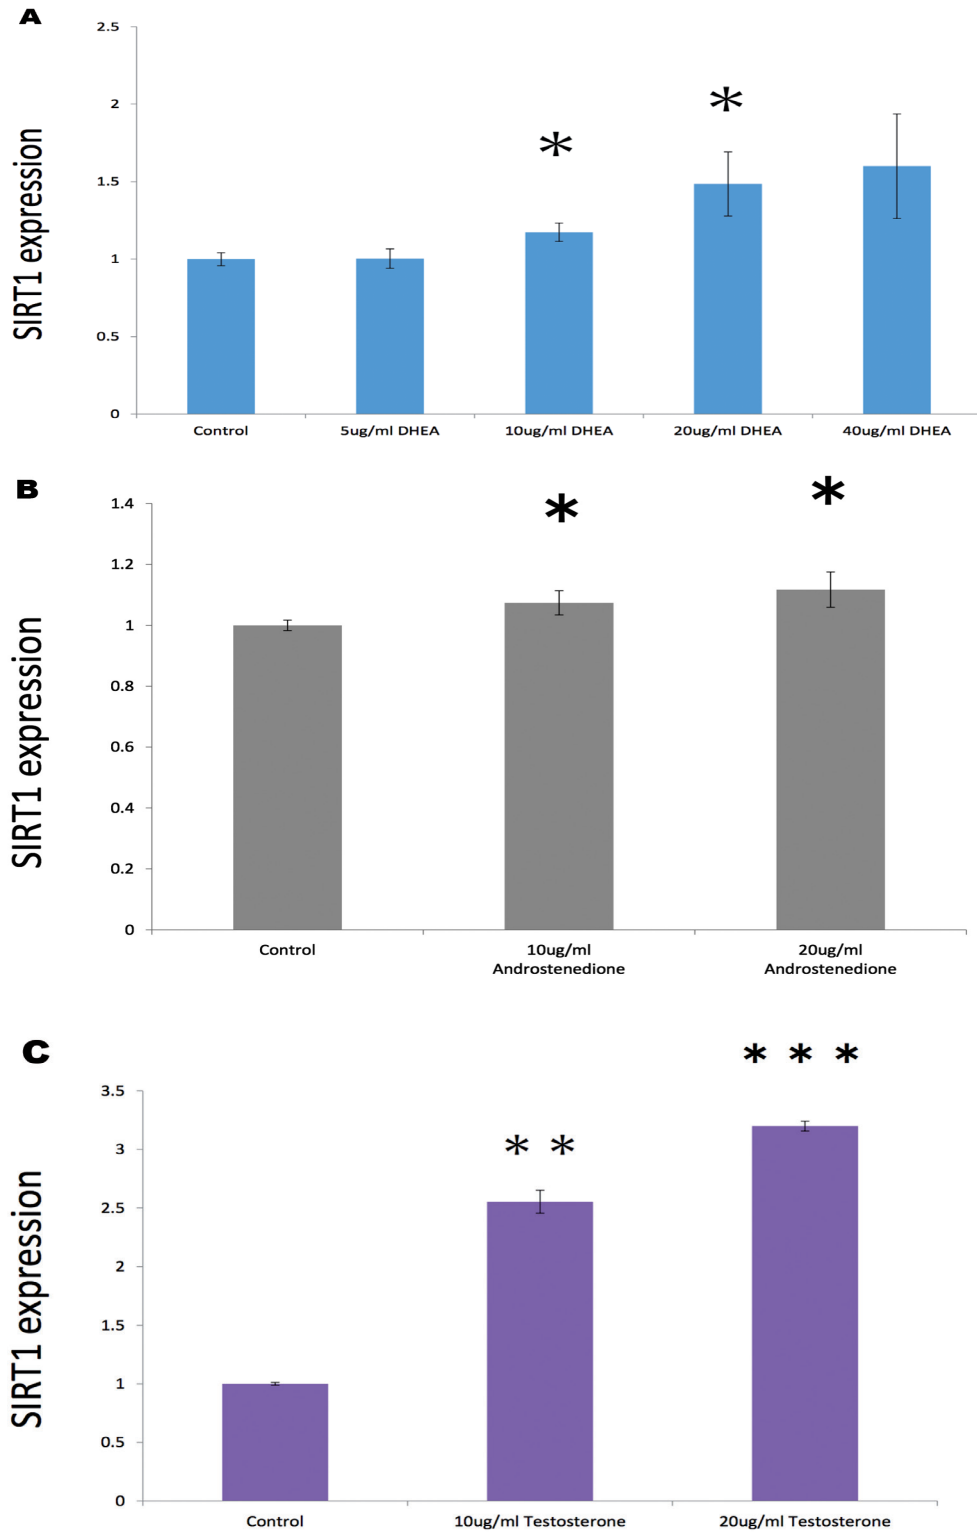 A
2.5
2
1.5
1
0.5
0
SIRT1 expression
*
*
Control
5ug/ml DHEA
10ug/ml DHEA
20ug/ml DHEA
40ug/ml DHEA
B
1.4
1.2
1
0.8
0.6
0.4
0.2
0
SIRT1 expression
*
*
Control
10ug/ml
Androstenedione
20ug/ml
Androstenedione
C
3.5
3
2.5
2
1.5
1
0.5
0
SIRT1 expression
* *
* * *
Control
10ug/ml Testosterone
20ug/ml Testosterone